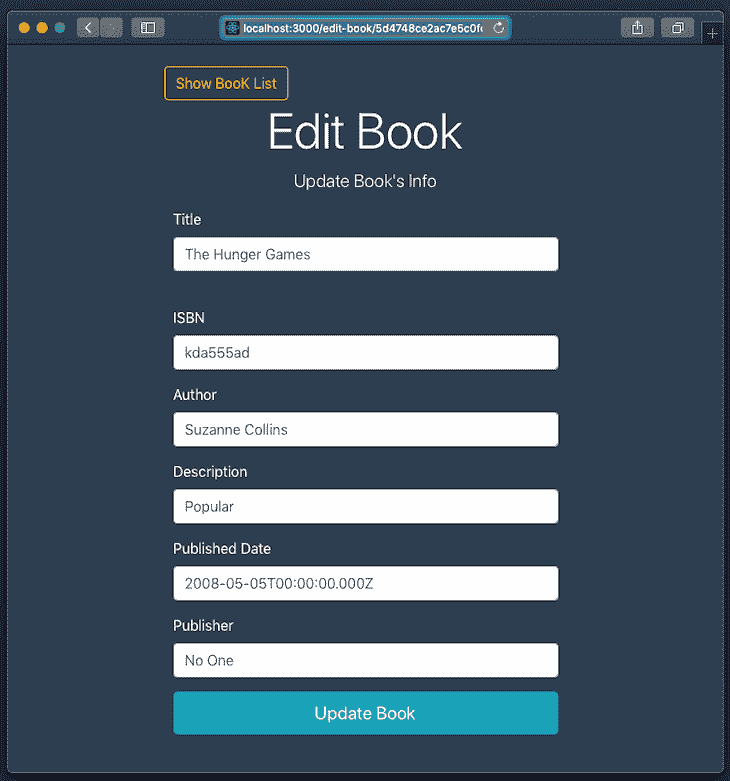 localhost:3000/edit-book/5d4748ce2ac7e5c0f
Show BooK List
Edit Book
Update Book's Info
Title
The Hunger Games
ISBN
kda555ad
Author
Suzanne Collins
Description
Popular
Published Date
2008-05-05T00:00:00.000Z
Publisher
No One
Update Book